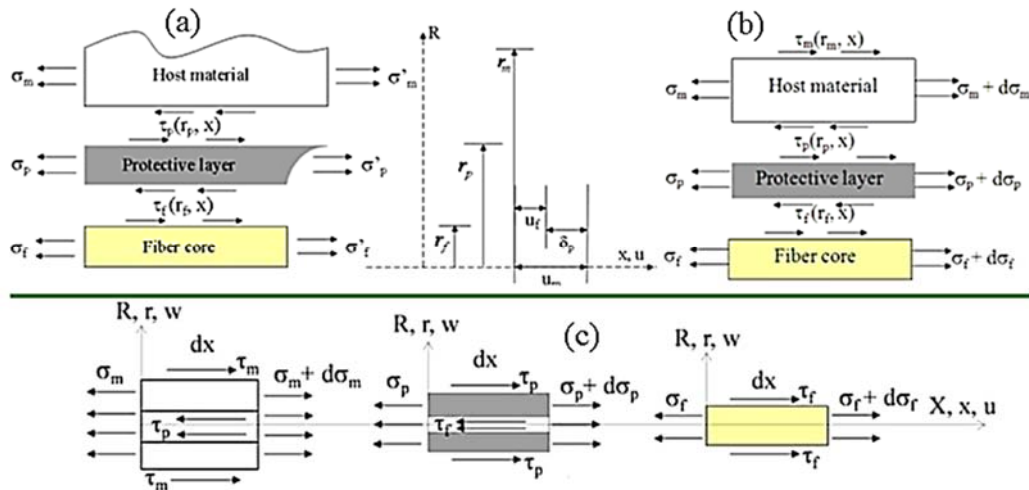 (a)
σm
Host material
σ'm
τp(rp, x)
σp
Protective layer
σ'p
τf(rf, x)
σf
Fiber core
σ'f
R
rm
rp
rf
uf
δp
um
x, u
(b)
τm(rm, x)
σm
Host material
σm + dσm
τp(rp, x)
σp
Protective layer
σp + dσp
τf(rf, x)
σf
Fiber core
σf + dσf
(c)
R, r, w
dx
τm
σm
σm+ dσm
τp
τm
R, r, w
dx
τp
σp
σp+ dσp
τf
τp
R, r, w
dx
τf
σf
σf + dσf
X, x, u
τf